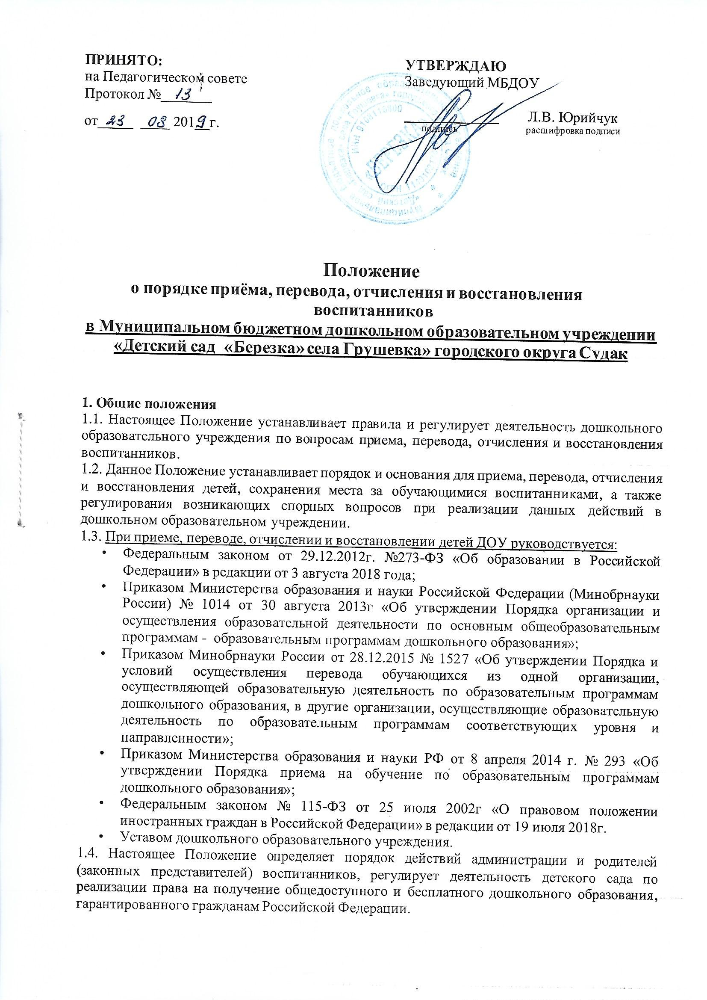 ПРИНЯТО:
на Педагогическом совете
Протокол № 13
от 23 08 2019 г.
УТВЕРЖДАЮ
Заведующий МБДОУ
Л.В. Юрийчук
подпись
расшифровка подписи
«БЕРЕЗКА»
Положение
о порядке приёма, перевода, отчисления и восстановления
воспитанников
в Муниципальном бюджетном дошкольном образовательном учреждении
«Детский сад «Березка» села Грушевка» городского округа Судак
1. Общие положения
1.1. Настоящее Положение устанавливает правила и регулирует деятельность дошкольного
образовательного учреждения по вопросам приема, перевода, отчисления и восстановления
воспитанников.
1.2. Данное Положение устанавливает порядок и основания для приема, перевода, отчисления
и восстановления детей, сохранения места за обучающимися воспитанниками, а также
регулирования возникающих спорных вопросов при реализации данных действий в
дошкольном образовательном учреждении.
1.3. При приеме, переводе, отчислении и восстановлении детей ДОУ руководствуется:
• Федеральным законом от 29.12.2012г. №273-ФЗ «Об образовании в Российской
Федерации» в редакции от 3 августа 2018 года;
• Приказом Министерства образования и науки Российской Федерации (Минобрнауки
России) № 1014 от 30 августа 2013г «Об утверждении Порядка организации и
осуществления образовательной деятельности по основным общеобразовательным
программам - образовательным программам дошкольного образования»;
• Приказом Минобрнауки России от 28.12.2015 № 1527 «Об утверждении Порядка и
условий осуществления перевода обучающихся из одной организации,
осуществляющей образовательную деятельность по образовательным программам
дошкольного образования, в другие организации, осуществляющие образовательную
деятельность по образовательным программам соответствующих уровня и
направленности»;
• Приказом Министерства образования и науки РФ от 8 апреля 2014 г. № 293 «Об
утверждении Порядка приема на обучение по образовательным программам
дошкольного образования»;
• Федеральным законом № 115-ФЗ от 25 июля 2002г «О правовом положении
иностранных граждан в Российской Федерации» в редакции от 19 июля 2018г.
• Уставом дошкольного образовательного учреждения.
1.4. Настоящее Положение определяет порядок действий администрации и родителей
(законных представителей) воспитанников, регулирует деятельность детского сада по
реализации права на получение общедоступного и бесплатного дошкольного образования,
гарантированного гражданам Российской Федерации.